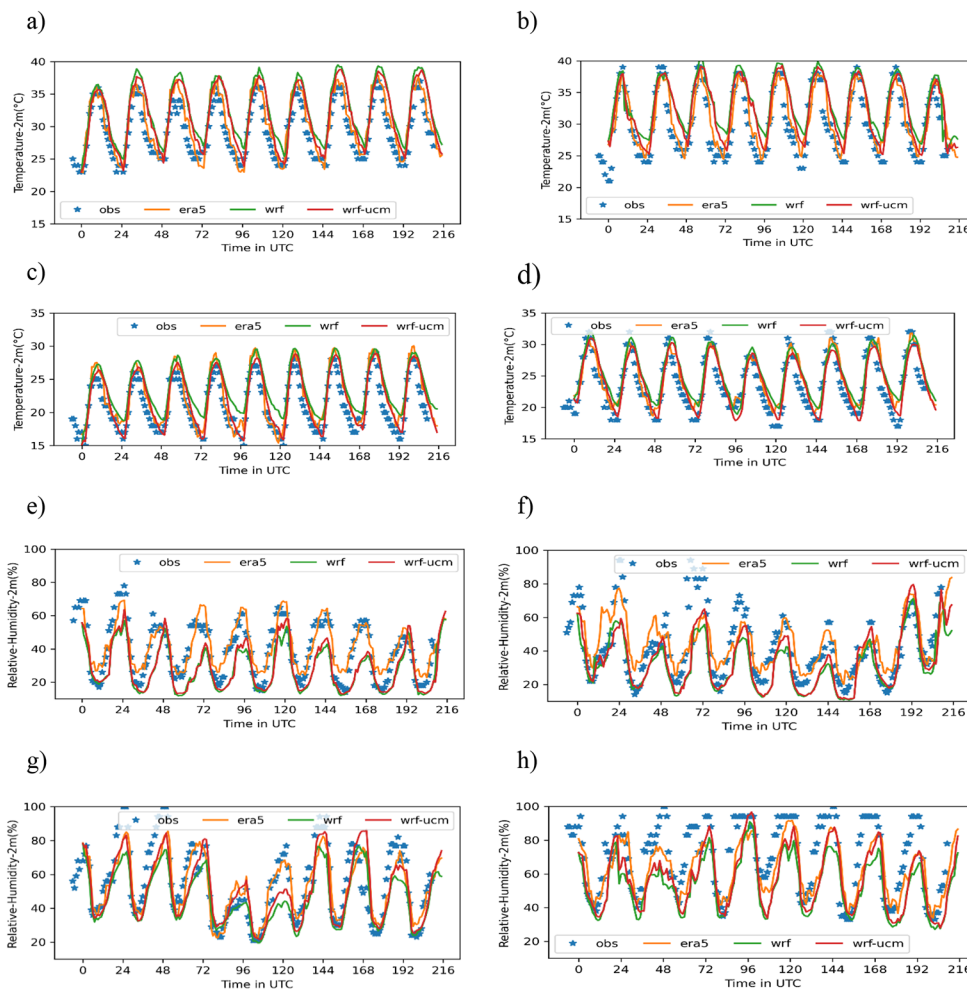 a)
b)
40
35
30
25
20
15
Temperature-2m(°C)
obs era5 wrf wrf-ucm
0 24 48 72 96 120 144 168 192 216
Time in UTC
40
35
30
25
20
15
Temperature-2m(°C)
obs era5 wrf wrf-ucm
0 24 48 72 96 120 144 168 192 216
Time in UTC
c)
d)
35
30
25
20
15
Temperature-2m(°C)
obs era5 wrf wrf-ucm
0 24 48 72 96 120 144 168 192 216
Time in UTC
35
30
25
20
15
Temperature-2m(°C)
obs era5 wrf wrf-ucm
0 24 48 72 96 120 144 168 192 216
Time in UTC
e)
f)
100
80
60
40
20
Relative-Humidity-2m(%)
obs era5 wrf wrf-ucm
0 24 48 72 96 120 144 168 192 216
Time in UTC
100
80
60
40
20
Relative-Humidity-2m(%)
obs era5 wrf wrf-ucm
0 24 48 72 96 120 144 168 192 216
Time in UTC
g)
h)
100
80
60
40
20
Relative-Humidity-2m(%)
obs era5 wrf wrf-ucm
0 24 48 72 96 120 144 168 192 216
Time in UTC
100
80
60
40
20
Relative-Humidity-2m(%)
obs era5 wrf wrf-ucm
0 24 48 72 96 120 144 168 192 216
Time in UTC